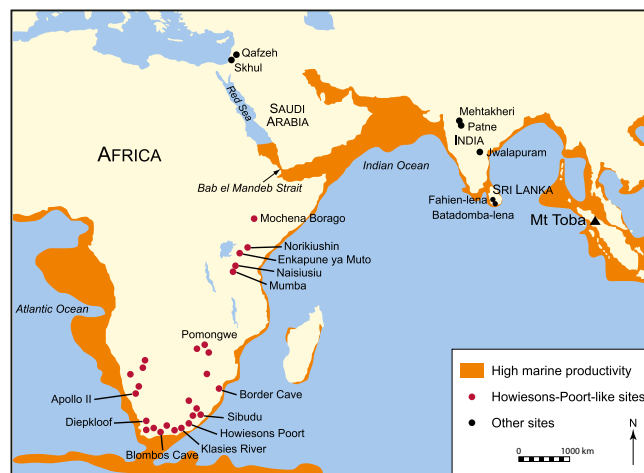 Qafzeh
Skhul
Red Sea
SAUDI
ARABIA
AFRICA
Bab el Mandeb Strait
Indian Ocean
Mehtakheri
Patne
INDIA
Jwalapuram
SRI LANKA
Fahien-lena
Batadomba-lena
Mt Toba
Mochena Borago
Norikiushin
Enkapune ya Muto
Naisiusiu
Mumba
Atlantic Ocean
Pomongwe
Apollo II
Border Cave
Diepkloof
Sibudu
Howiesons Poort
Klasies River
Blombos Cave
High marine productivity
Howiesons-Poort-like sites
Other sites
N
0 1000 km